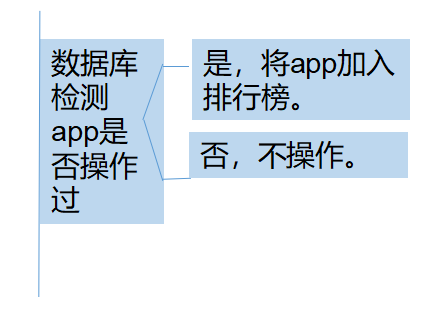 数据库
检测
app是
否操作
过
是，将app加入
排行榜。
否，不操作。